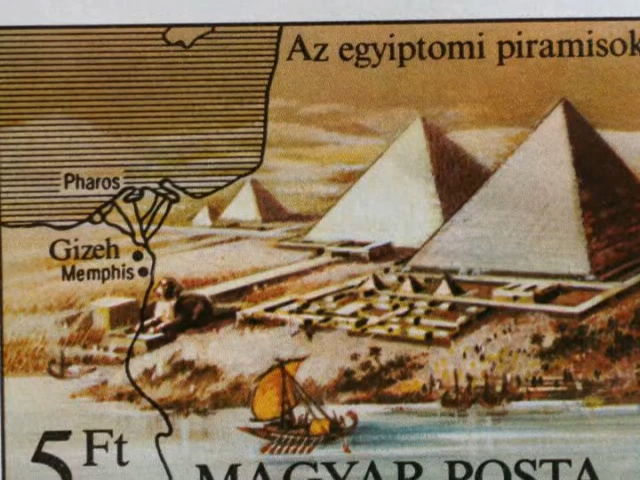 Az egyiptomi piramisok
Pharos
Gizeh
Memphis
5 Ft
MAGYAR POSTA